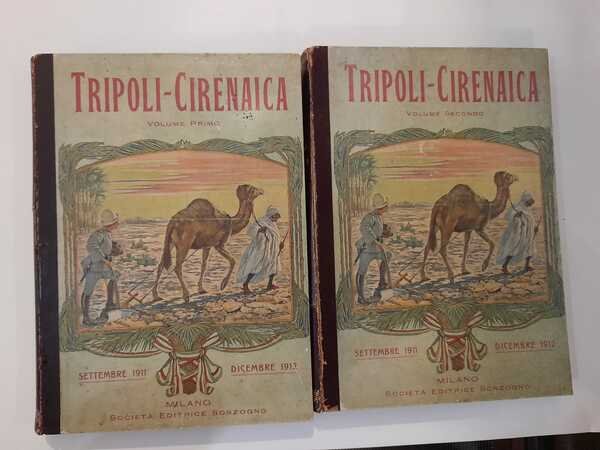 TRIPOLI-CIRENAICA
VOLUME PRIMO
SETTEMBRE 1911 DICEMBRE 1912
MILANO
SOCIETÀ EDITRICE SONZOGNO
TRIPOLI-CIRENAICA
VOLUME SECONDO
SETTEMBRE 1911 DICEMBRE 1912
MILANO
SOCIETÀ EDITRICE SONZOGNO